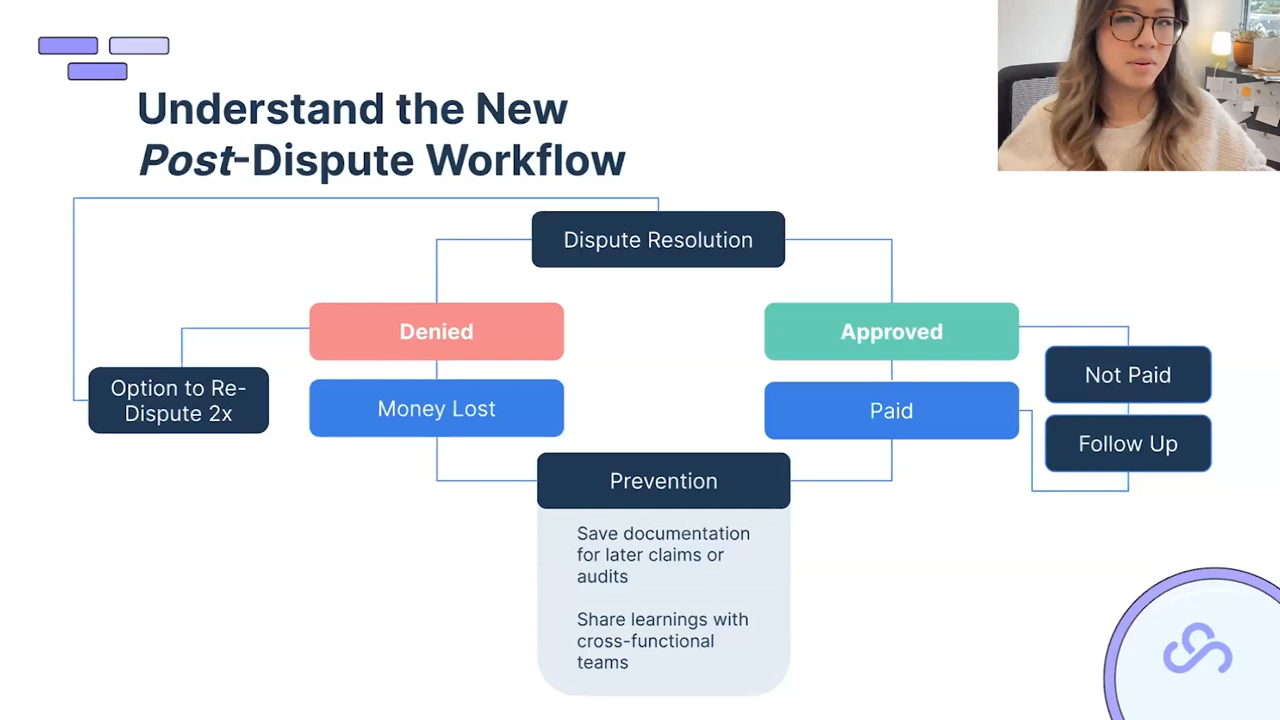 Understand the New
Post-Dispute Workflow
Dispute Resolution
Denied
Approved
Option to Re-
Dispute 2x
Money Lost
Paid
Not Paid
Follow Up
Prevention
Save documentation
for later claims or
audits
Share learnings with
cross-functional
teams